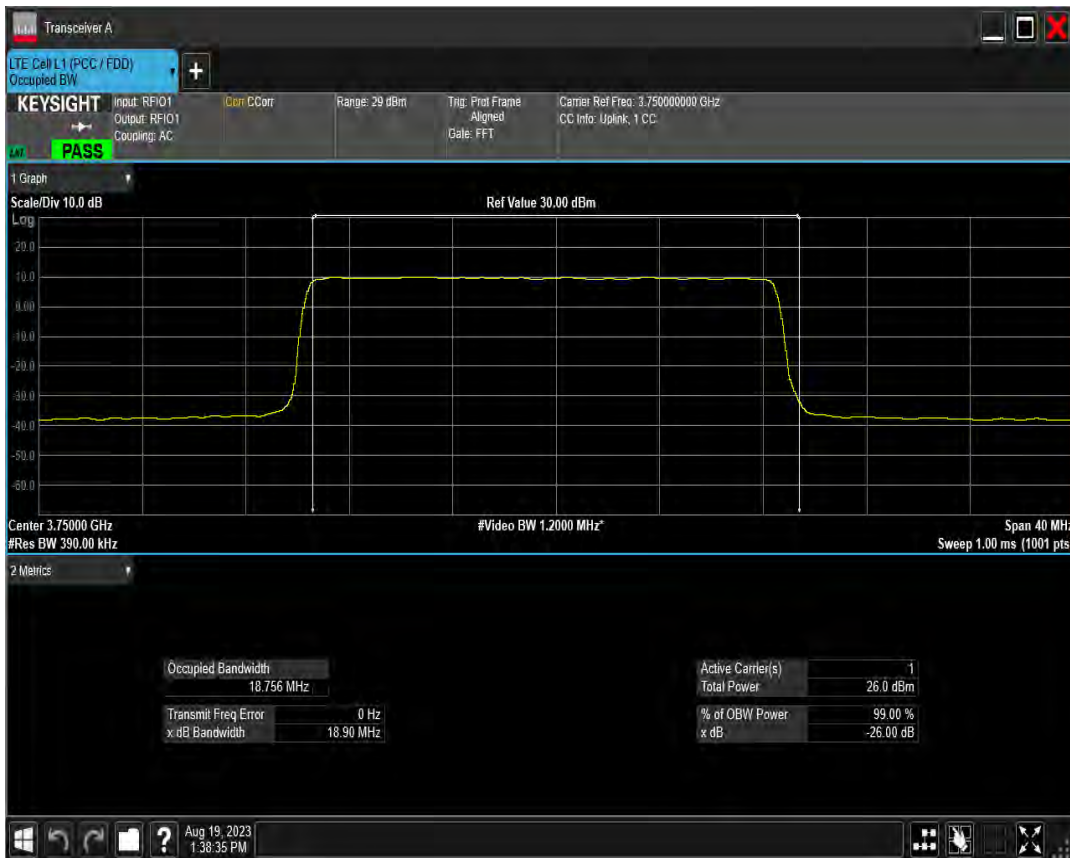 Transceiver A
LTE Cell L1 (PCC / FDD)
Occupied BW
+
KEYSIGHT
Input: RFIO1
Output: RFIO1
Coupling: AC
PASS
Corr CCorr
Range: 29 dBm
Trig: Prot Frame
Aligned
Gate: FFT
Carrier Ref Freq: 3.750000000 GHz
CC Info: Uplink, 1 CC
1 Graph
Scale/Div 10.0 dB
Ref Value 30.00 dBm
Log
20.0
10.0
0.00
-10.0
-20.0
-30.0
-40.0
-50.0
-60.0
Center 3.75000 GHz
#Video BW 1.2000 MHz*
Span 40 MHz
#Res BW 390.00 kHz
Sweep 1.00 ms (1001 pts
2 Metrics
Occupied Bandwidth
18.756 MHz
Transmit Freq Error 0 Hz
x dB Bandwidth 18.90 MHz
Active Carrier(s) 1
Total Power 26.0 dBm
% of OBW Power 99.00 %
x dB -26.00 dB
?
Aug 19, 2023
1:38:35 PM